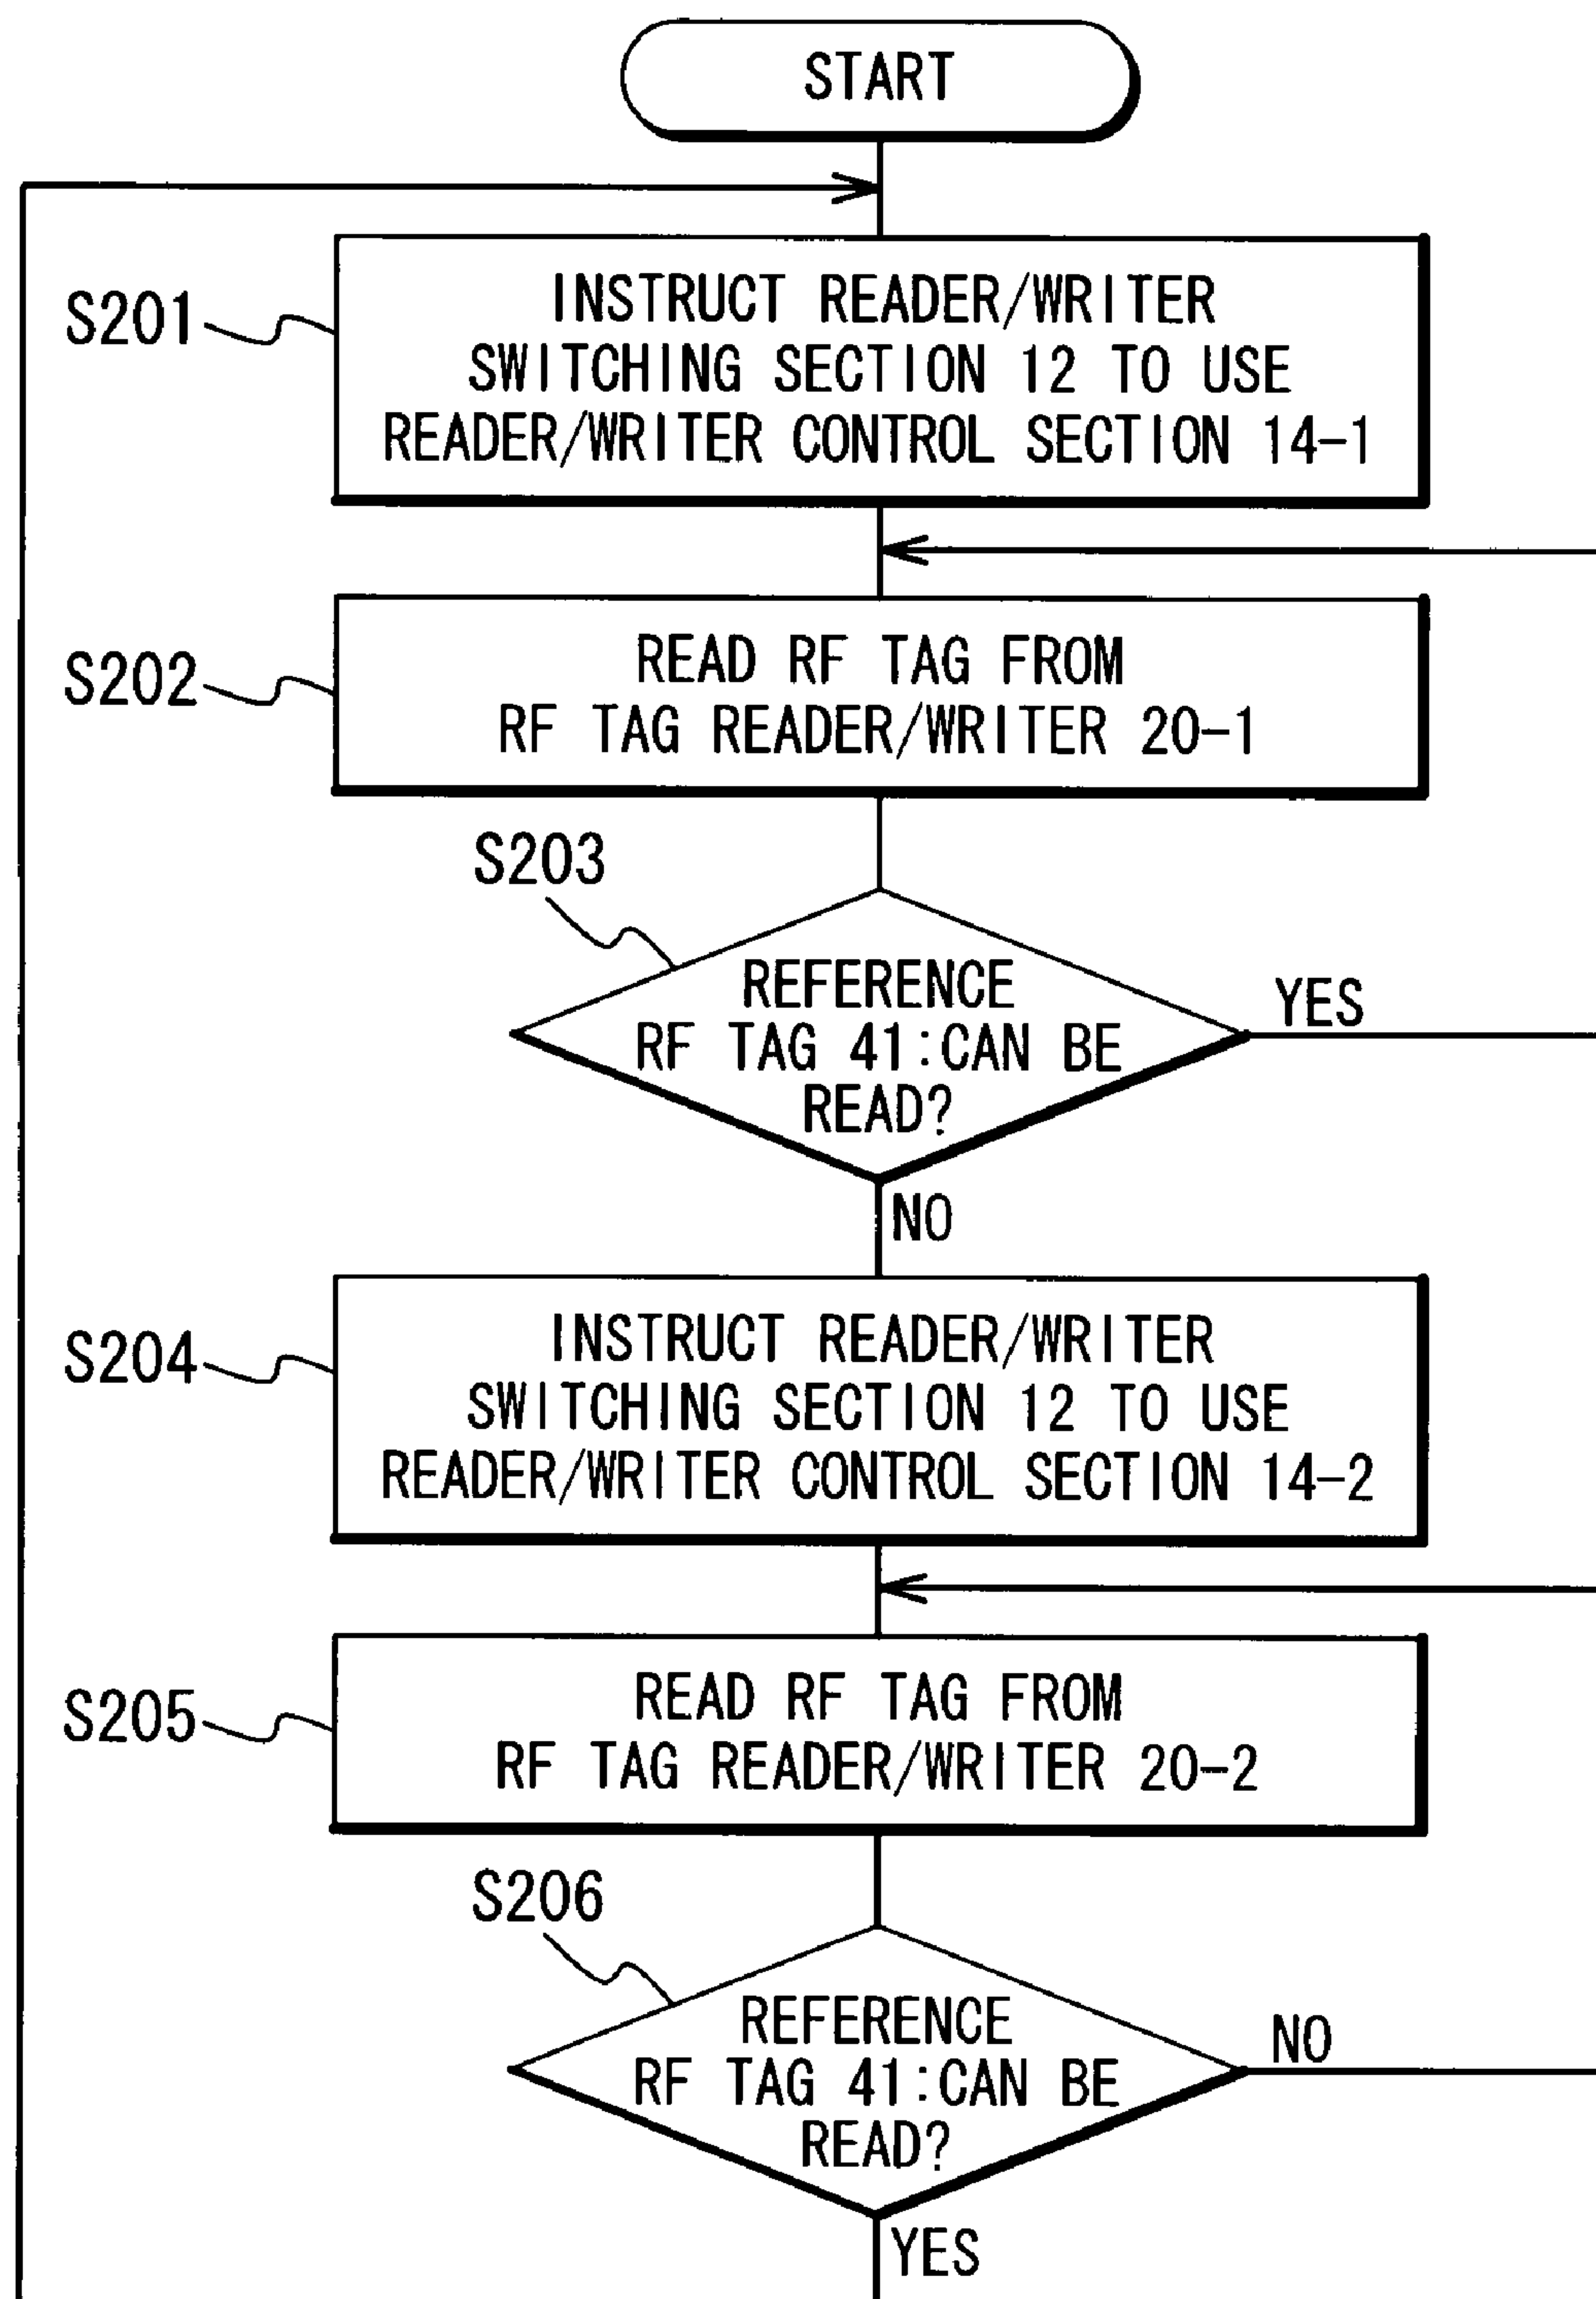 START
S201
INSTRUCT READER/WRITER
SWITCHING SECTION 12 TO USE
READER/WRITER CONTROL SECTION 14-1
S202
READ RF TAG FROM
RF TAG READER/WRITER 20-1
S203
REFERENCE
RF TAG 41:CAN BE
READ?
YES
NO
S204
INSTRUCT READER/WRITER
SWITCHING SECTION 12 TO USE
READER/WRITER CONTROL SECTION 14-2
S205
READ RF TAG FROM
RF TAG READER/WRITER 20-2
S206
REFERENCE
RF TAG 41:CAN BE
READ?
NO
YES